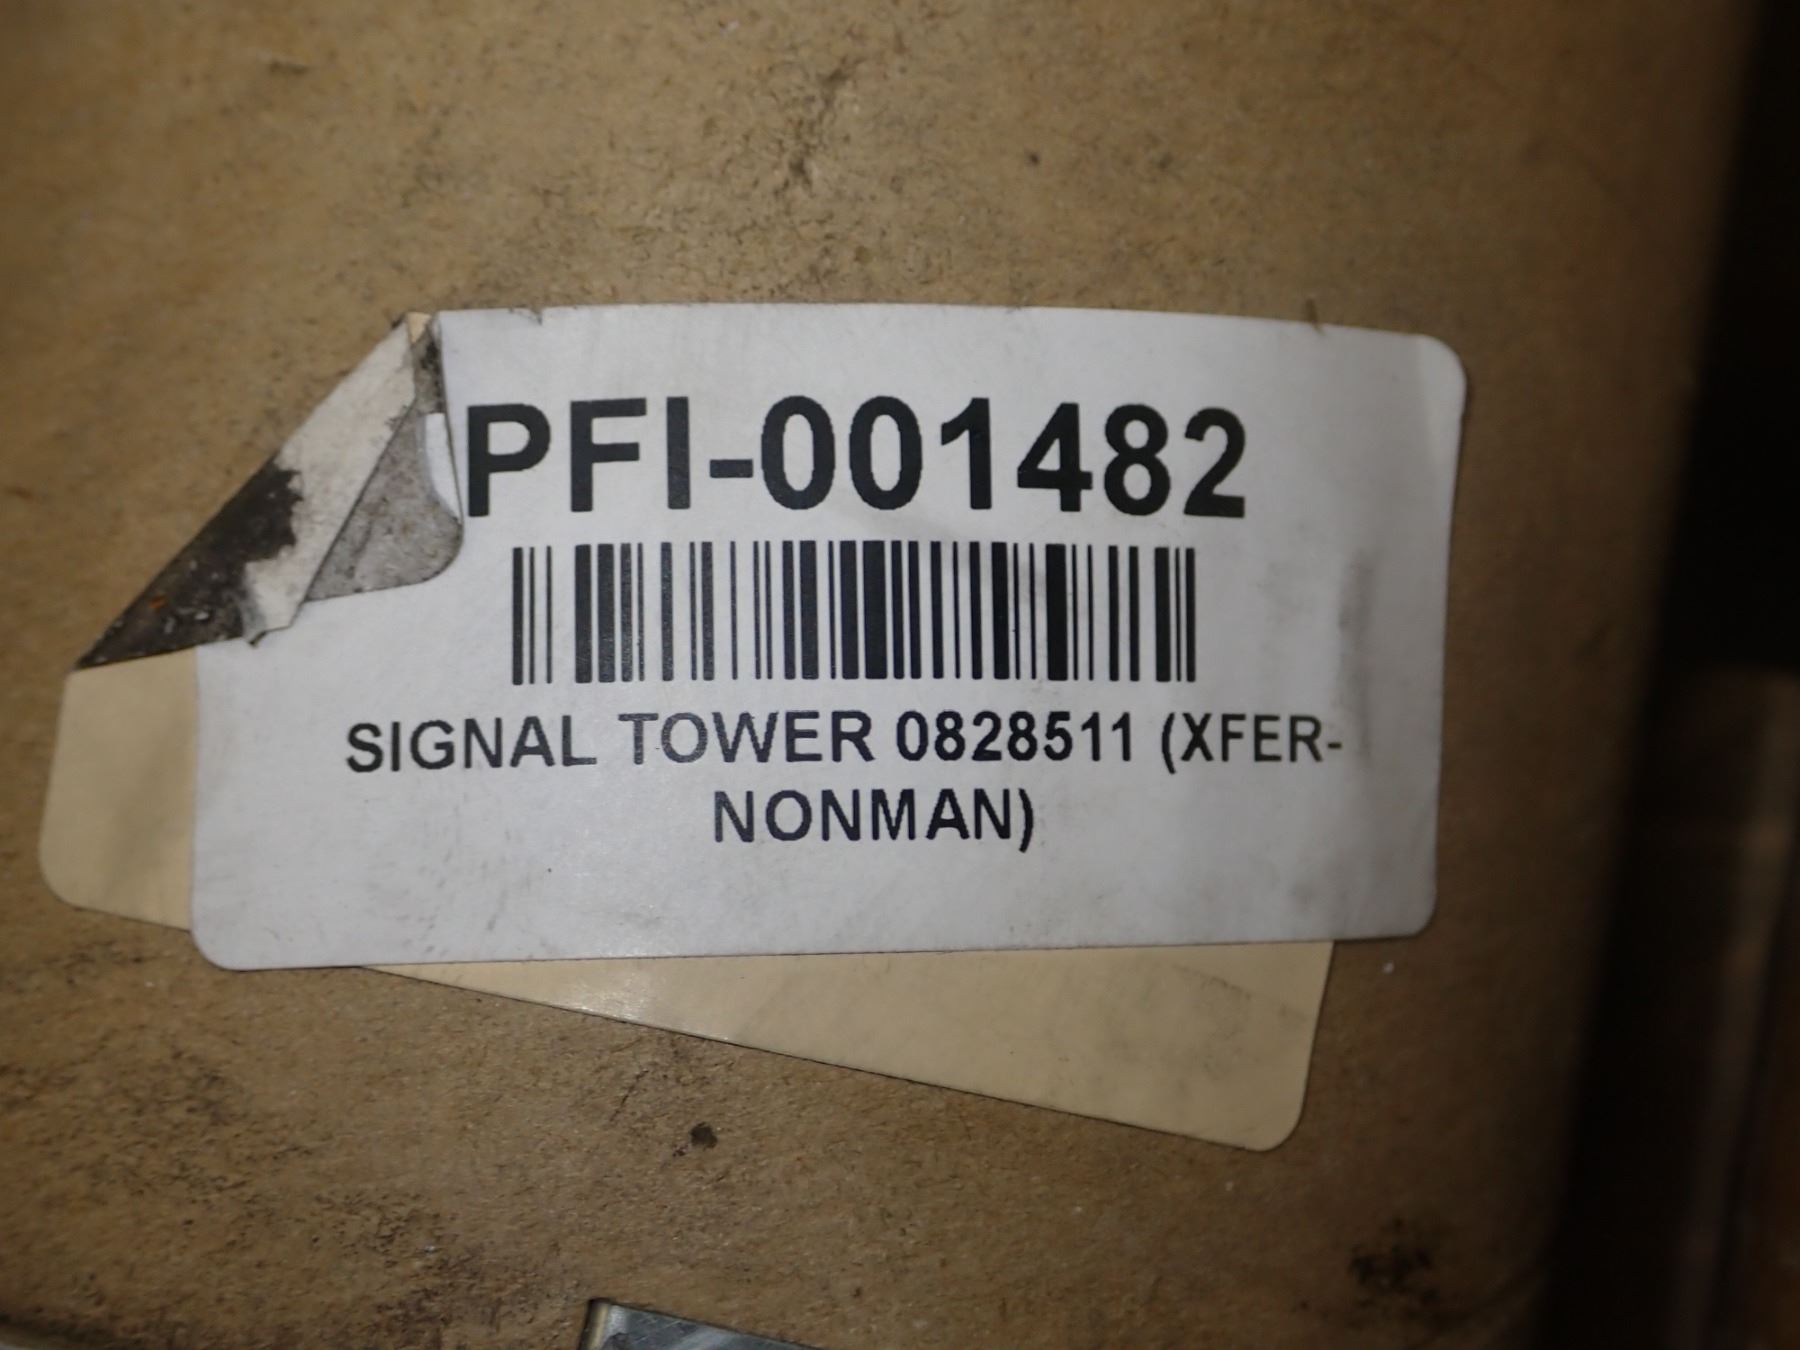 PFI-001482
SIGNAL TOWER 0828511 (XFER-
NONMAN)